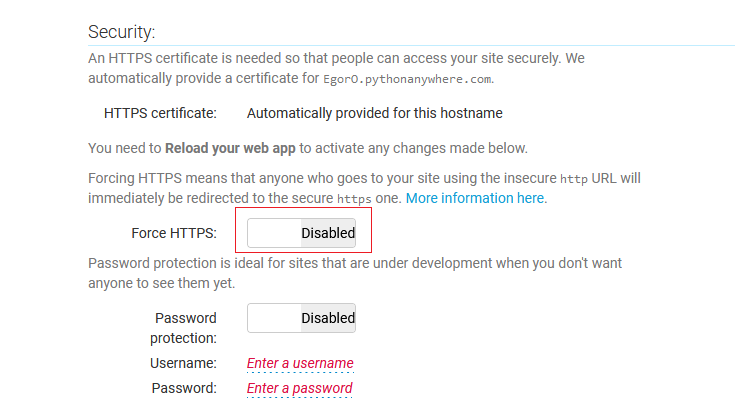 Security:
An HTTPS certificate is needed so that people can access your site securely. We
automatically provide a certificate for EgorO.pythonanywhere.com.
HTTPS certificate: Automatically provided for this hostname
You need to Reload your web app to activate any changes made below.
Forcing HTTPS means that anyone who goes to your site using the insecure http URL will
immediately be redirected to the secure https one. More information here.
Force HTTPS: Disabled
Password protection is ideal for sites that are under development when you don't want
anyone to see them yet.
Password
protection: Disabled
Username: Enter a username
Password: Enter a password